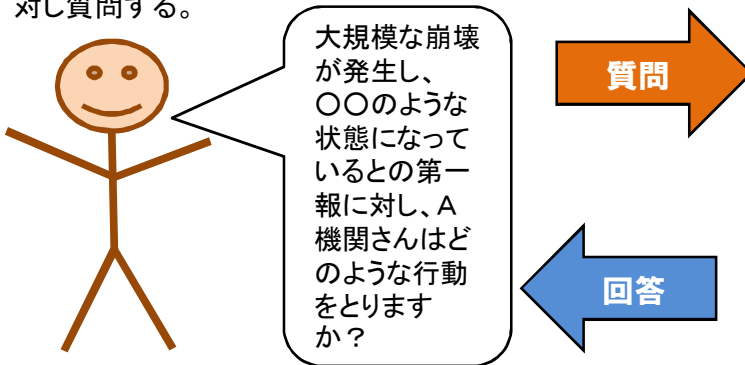 対し質問する。
大規模な崩壊
が発生し、
〇〇のような
状態になって
いるとの第一
報に対し、A
機関さんはど
のような行動
をとります
か？
質問
回答